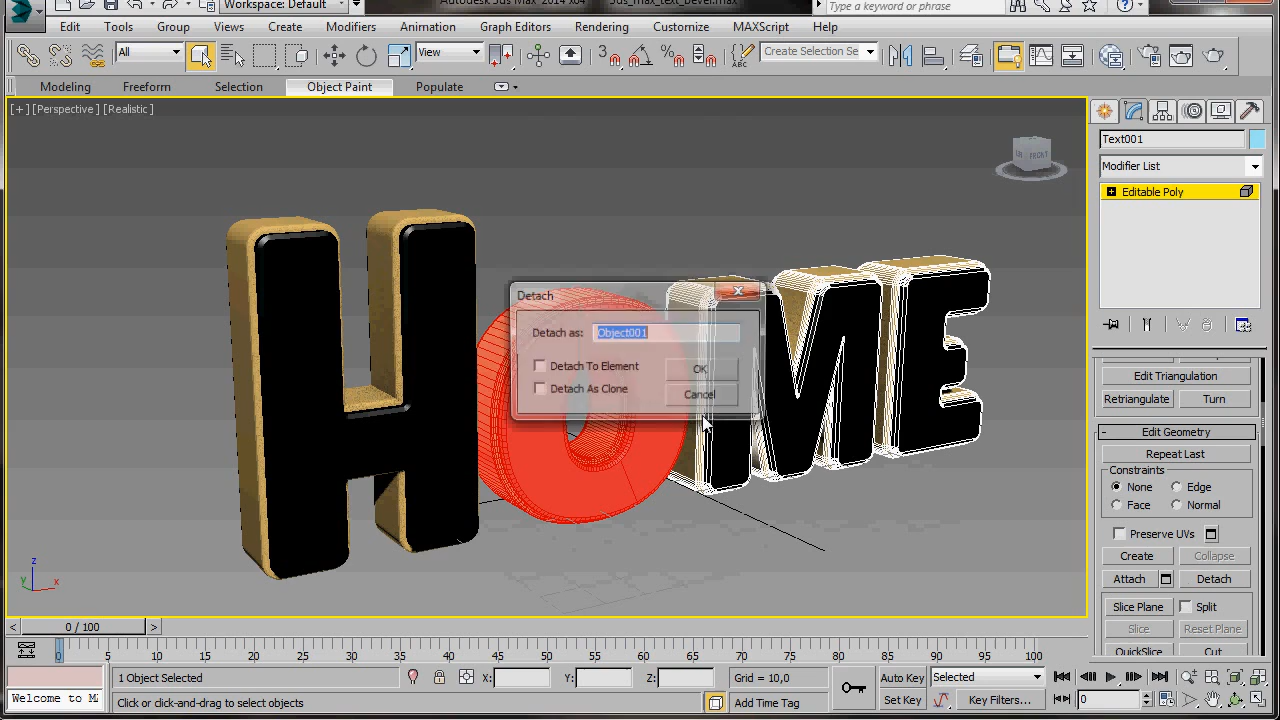 Workspace: Default
Autodesk 3ds Max 2014 x64 3ds_max_text_bevel.max
Type a keyword or phrase
Edit Tools Group Views Create Modifiers Animation Graph Editors Rendering Customize MAXScript Help
All
View
3
%
ABC
Create Selection Se
Modeling Freeform Selection Object Paint Populate
[+] [Perspective] [Realistic]
FRONT
Text001
Modifier List
Editable Poly
HOME
Detach
Detach as: Object001
Detach To Element
OK
Detach As Clone
Cancel
Edit Triangulation
Retriangulate Turn
- Edit Geometry
Repeat Last
Constraints
None Edge
Face Normal
Preserve UVs
Create Collapse
Attach Detach
Slice Plane Split
Slice Reset Plane
QuickSlice Cut
z
y x
< 0 / 100 >
0 5 10 15 20 25 30 35 40 45 50 55 60 65 70 75 80 85 90 95 100
1 Object Selected X: Y: Z: Grid = 10,0 Auto Key Selected
Welcome to M
Click or click-and-drag to select objects Add Time Tag Set Key Key Filters... 0